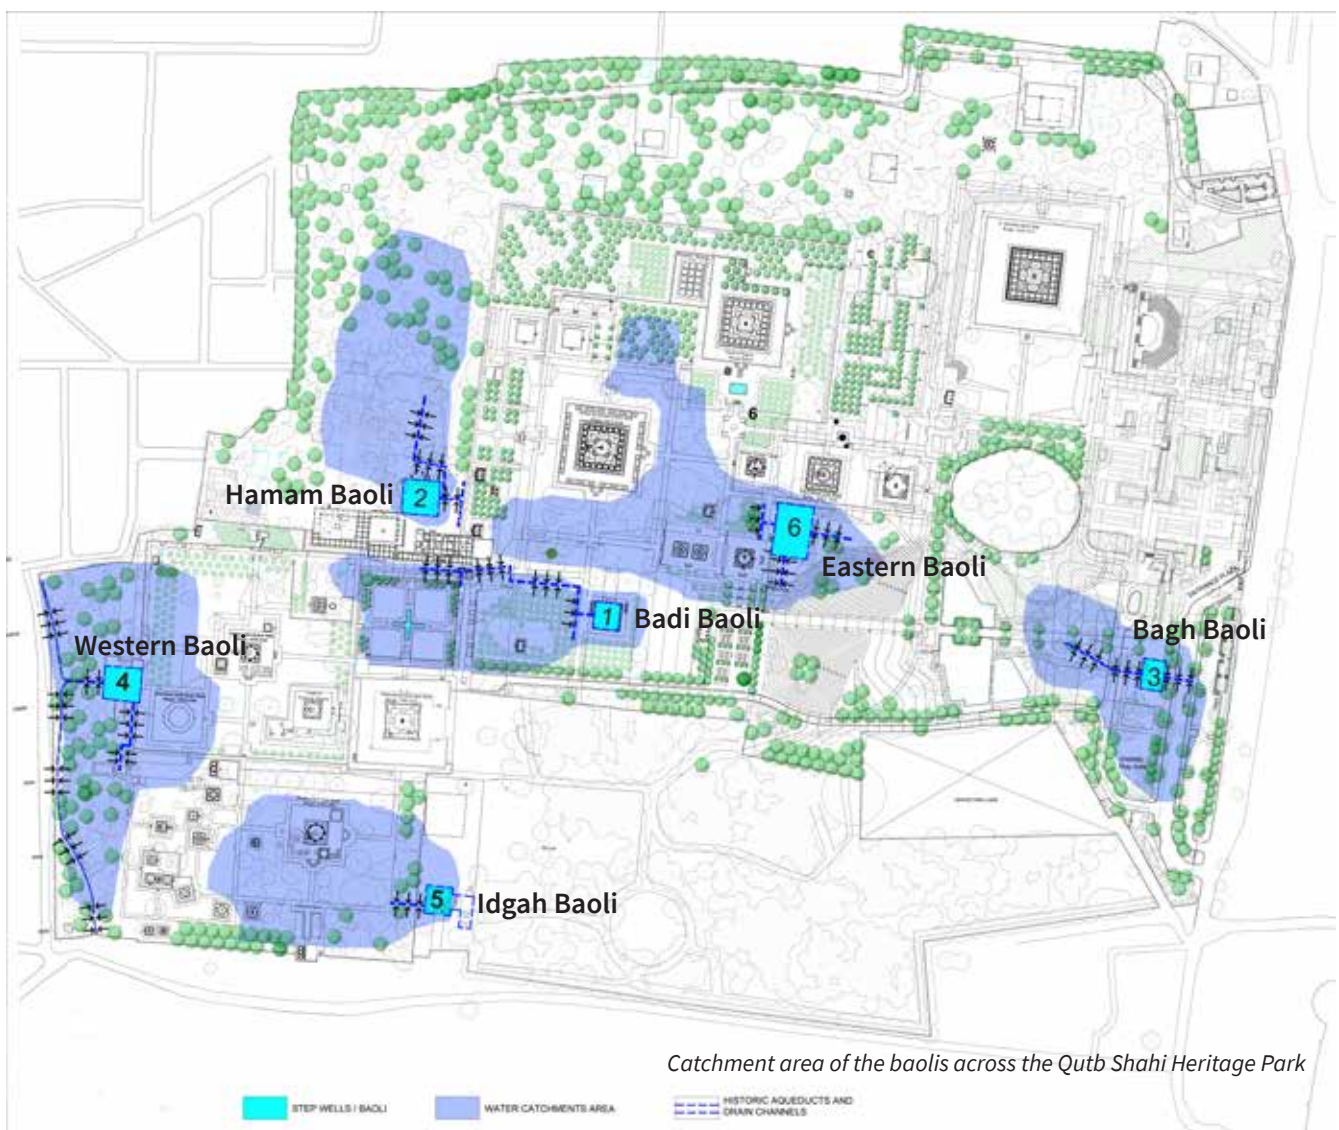 6
Hamam Baoli
2
6
Eastern Baoli
1
Badi Baoli
Western Baoli
4
Bagh Baoli
3
5
Idgah Baoli
Catchment area of the baolis across the Qutb Shahi Heritage Park
STEP WELLS / BAOLI
WATER CATCHMENTS AREA
HISTORIC AQUEDUCTS AND
DRAIN CHANNELS